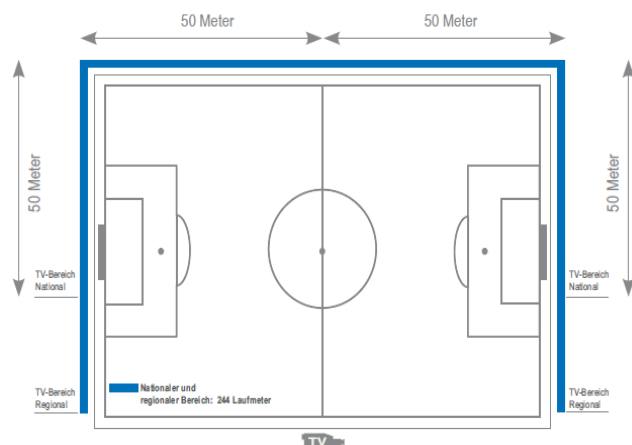 50 Meter
50 Meter
50 Meter
50 Meter
TV-Bereich
National
TV-Bereich
National
TV-Bereich
Regional
Nationaler und
regionaler Bereich: 244 Laufmeter
TV-Bereich
Regional
TV